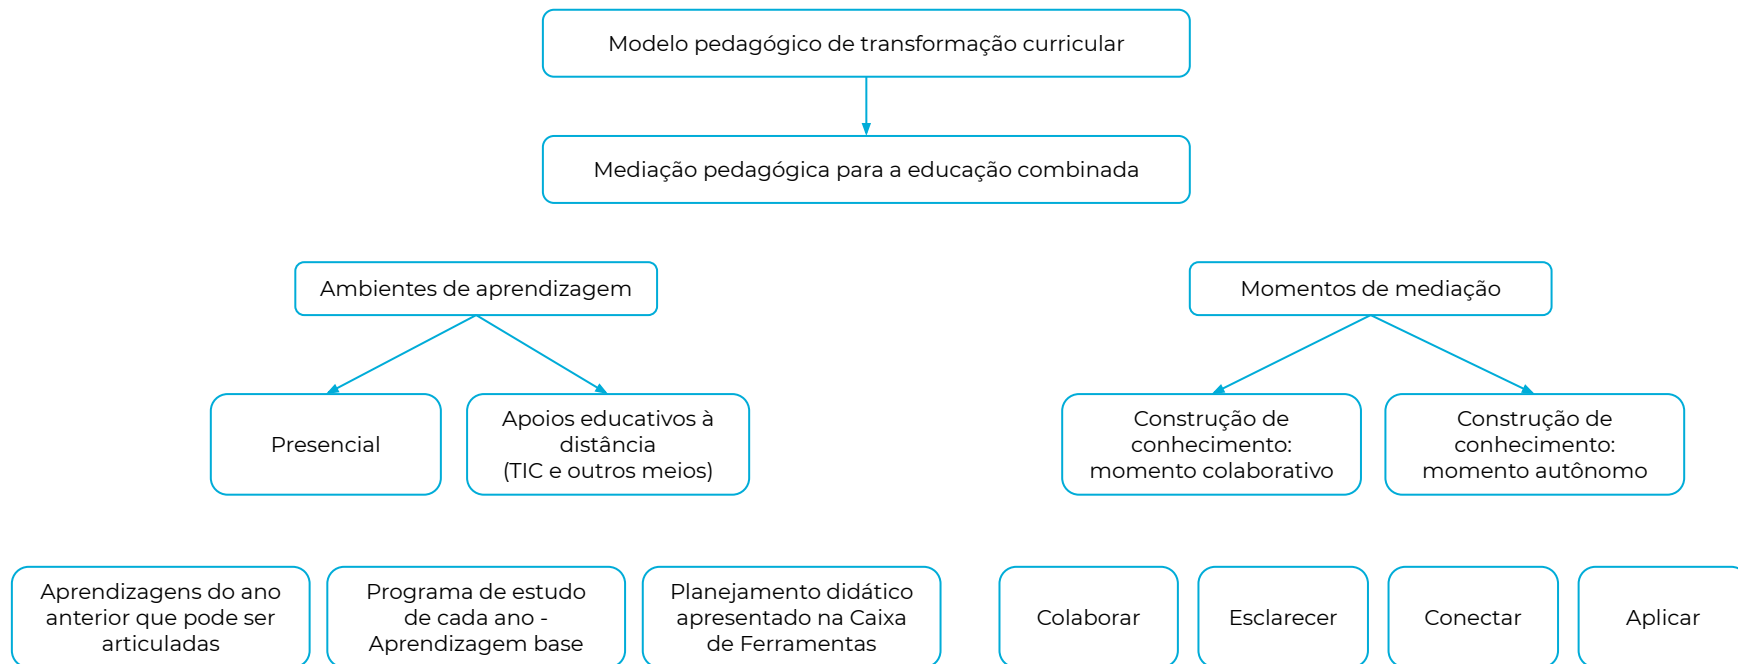 Modelo pedagógico de transformação curricular
Mediação pedagógica para a educação combinada
Ambientes de aprendizagem
Momentos de mediação
Presencial
Apoios educativos à
distância
(TIC e outros meios)
Construção de
conhecimento:
momento colaborativo
Construção de
conhecimento:
momento autônomo
Aprendizagens do ano
anterior que pode ser
articuladas
Programa de estudo
de cada ano -
Aprendizagem base
Planejamento didático
apresentado na Caixa
de Ferramentas
Colaborar
Esclarecer
Conectar
Aplicar